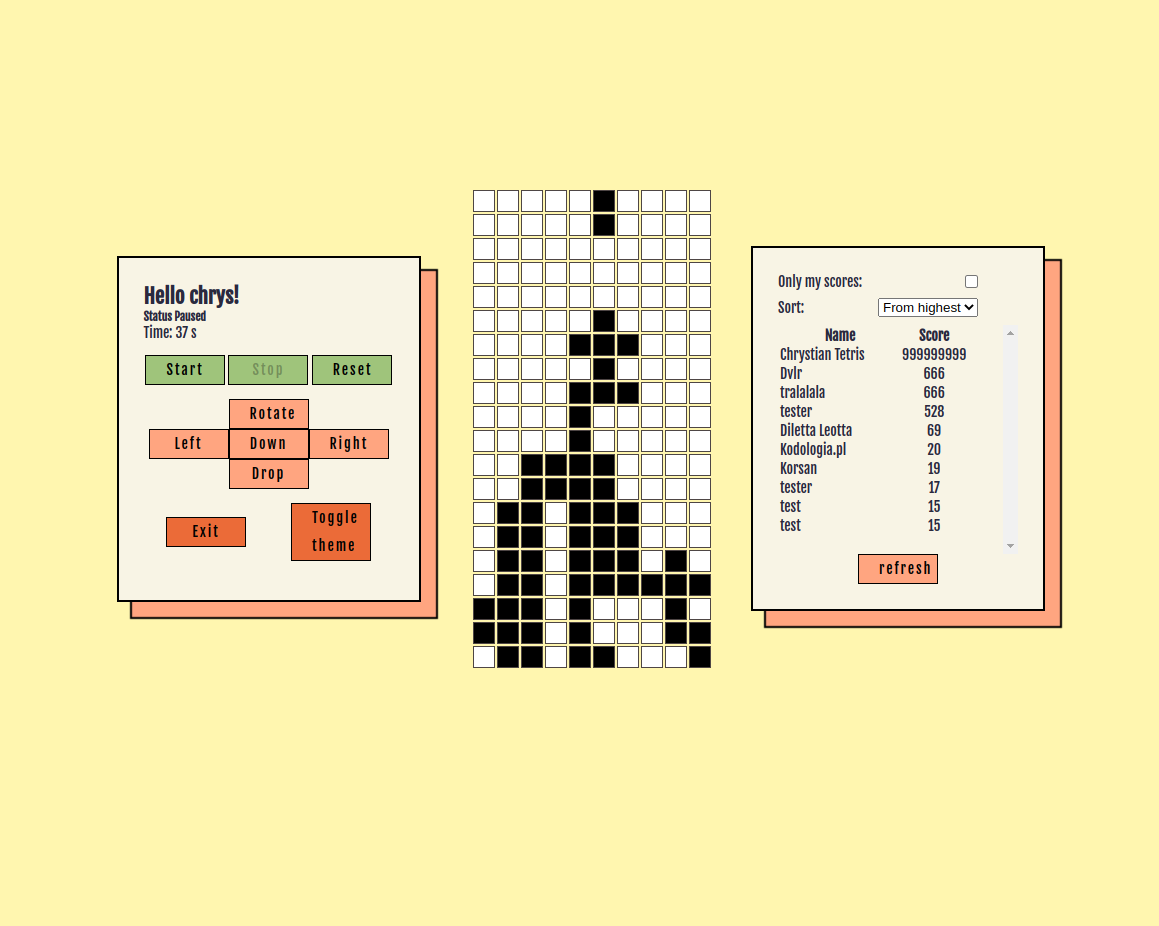 Hello chrys!
Status Paused
Time: 37 s
Start Stop Reset
Rotate
Left Down Right
Drop
Exit
Toggle
theme
Only my scores:
Sort: From highest
Name Score
Chrystian Tetris 999999999
Dvlr 666
tralalala 666
tester 528
Diletta Leotta 69
Kodologia.pl 20
Korsan 19
tester 17
test 15
test 15
refresh